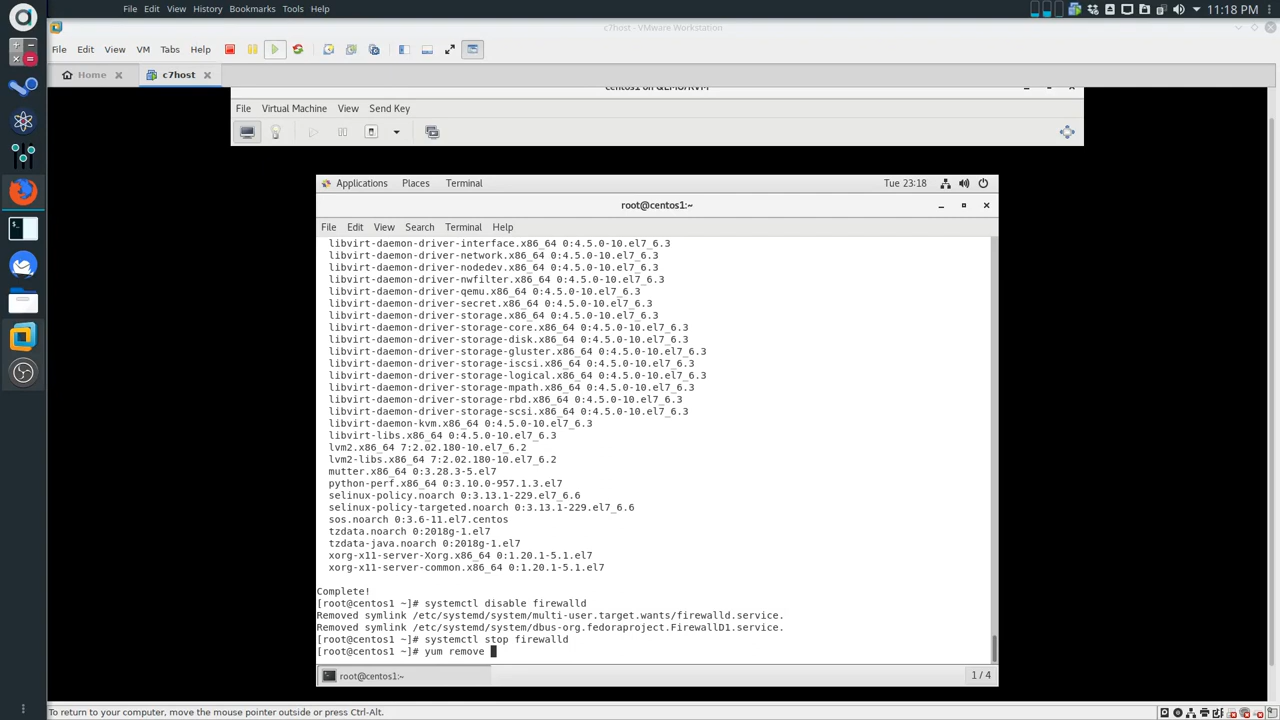 File Edit View History Bookmarks Tools Help
11:18 PM
c7host - VMware Workstation
File Edit View VM Tabs Help
Home
c7host
centos1 on QEMU/KVM
File Virtual Machine View Send Key
Applications Places Terminal Tue 23:18
root@centos1:~
File Edit View Search Terminal Help
libvirt-daemon-driver-interface.x86_64 0:4.5.0-10.el7_6.3
libvirt-daemon-driver-network.x86_64 0:4.5.0-10.el7_6.3
libvirt-daemon-driver-nodedev.x86_64 0:4.5.0-10.el7_6.3
libvirt-daemon-driver-nwfilter.x86_64 0:4.5.0-10.el7_6.3
libvirt-daemon-driver-qemu.x86_64 0:4.5.0-10.el7_6.3
libvirt-daemon-driver-secret.x86_64 0:4.5.0-10.el7_6.3
libvirt-daemon-driver-storage.x86_64 0:4.5.0-10.el7_6.3
libvirt-daemon-driver-storage-core.x86_64 0:4.5.0-10.el7_6.3
libvirt-daemon-driver-storage-disk.x86_64 0:4.5.0-10.el7_6.3
libvirt-daemon-driver-storage-gluster.x86_64 0:4.5.0-10.el7_6.3
libvirt-daemon-driver-storage-iscsi.x86_64 0:4.5.0-10.el7_6.3
libvirt-daemon-driver-storage-logical.x86_64 0:4.5.0-10.el7_6.3
libvirt-daemon-driver-storage-mpath.x86_64 0:4.5.0-10.el7_6.3
libvirt-daemon-driver-storage-rbd.x86_64 0:4.5.0-10.el7_6.3
libvirt-daemon-driver-storage-scsi.x86_64 0:4.5.0-10.el7_6.3
libvirt-daemon-kvm.x86_64 0:4.5.0-10.el7_6.3
libvirt-libs.x86_64 0:4.5.0-10.el7_6.3
lvm2.x86_64 7:2.02.180-10.el7_6.2
lvm2-libs.x86_64 7:2.02.180-10.el7_6.2
mutter.x86_64 0:3.28.3-5.el7
python-perf.x86_64 0:3.10.0-957.1.3.el7
selinux-policy.noarch 0:3.13.1-229.el7_6.6
selinux-policy-targeted.noarch 0:3.13.1-229.el7_6.6
sos.noarch 0:3.6-11.el7.centos
tzdata.noarch 0:2018g-1.el7
tzdata-java.noarch 0:2018g-1.el7
xorg-x11-server-Xorg.x86_64 0:1.20.1-5.1.el7
xorg-x11-server-common.x86_64 0:1.20.1-5.1.el7
Complete!
[root@centos1 ~]# systemctl disable firewalld
Removed symlink /etc/systemd/system/multi-user.target.wants/firewalld.service.
Removed symlink /etc/systemd/system/dbus-org.fedoraproject.FirewallD1.service.
[root@centos1 ~]# systemctl stop firewalld
[root@centos1 ~]# yum remove
root@centos1:~ 1 / 4
To return to your computer, move the mouse pointer outside or press Ctrl-Alt.